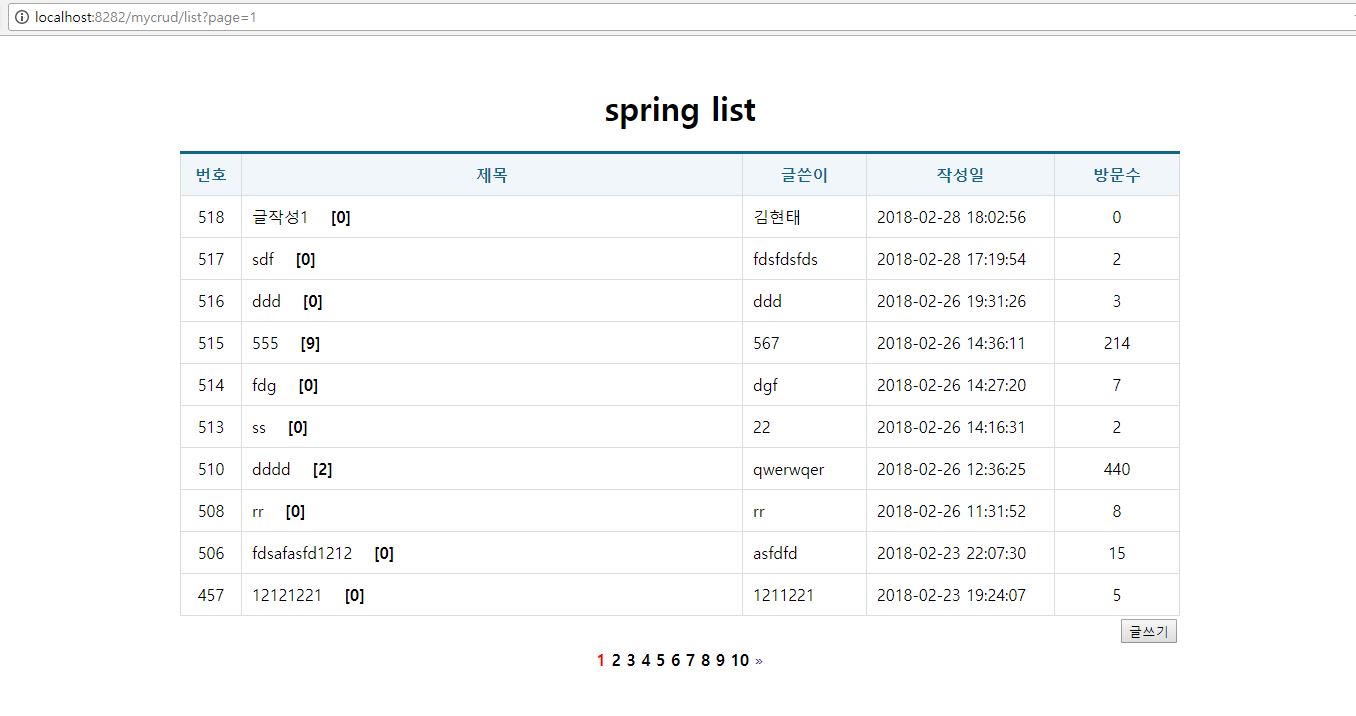 localhost:8282/mycrud/list?page=1
spring list
번호 제목 글쓴이 작성일 방문수
518 글작성1 [0] 김현태 2018-02-28 18:02:56 0
517 sdf [0] fdsfdsfds 2018-02-28 17:19:54 2
516 ddd [0] ddd 2018-02-26 19:31:26 3
515 555 [9] 567 2018-02-26 14:36:11 214
514 fdg [0] dgf 2018-02-26 14:27:20 7
513 ss [0] 22 2018-02-26 14:16:31 2
510 dddd [2] qwerwqer 2018-02-26 12:36:25 440
508 rr [0] rr 2018-02-26 11:31:52 8
506 fdsafasfd1212 [0] asfdfd 2018-02-23 22:07:30 15
457 12121221 [0] 1211221 2018-02-23 19:24:07 5
글쓰기
1 2 3 4 5 6 7 8 9 10 »